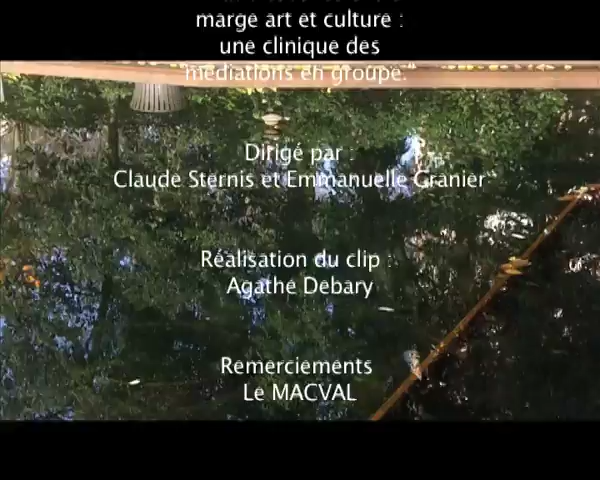 marge art et culture :
une clinique des
médiations en groupe."
Dirigé par :
Claude Sternis et Emmanuelle Granier
Réalisation du clip :
Agathe Debary
Remerciements
Le MACVAL